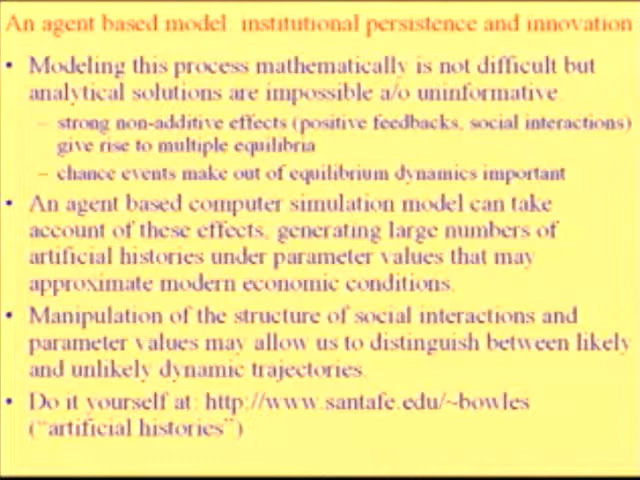 An agent based model: institutional persistence and innovation
• Modeling this process mathematically is not difficult but
analytical solutions are impossible a/o uninformative.
– strong non-additive effects (positive feedbacks, social interactions)
give rise to multiple equilibria
– chance events make out of equilibrium dynamics important
• An agent based computer simulation model can take
account of these effects, generating large numbers of
artificial histories under parameter values that may
approximate modern economic conditions.
• Manipulation of the structure of social interactions and
parameter values may allow us to distinguish between likely
and unlikely dynamic trajectories.
• Do it yourself at: http://www.santafe.edu/~bowles
("artificial histories")